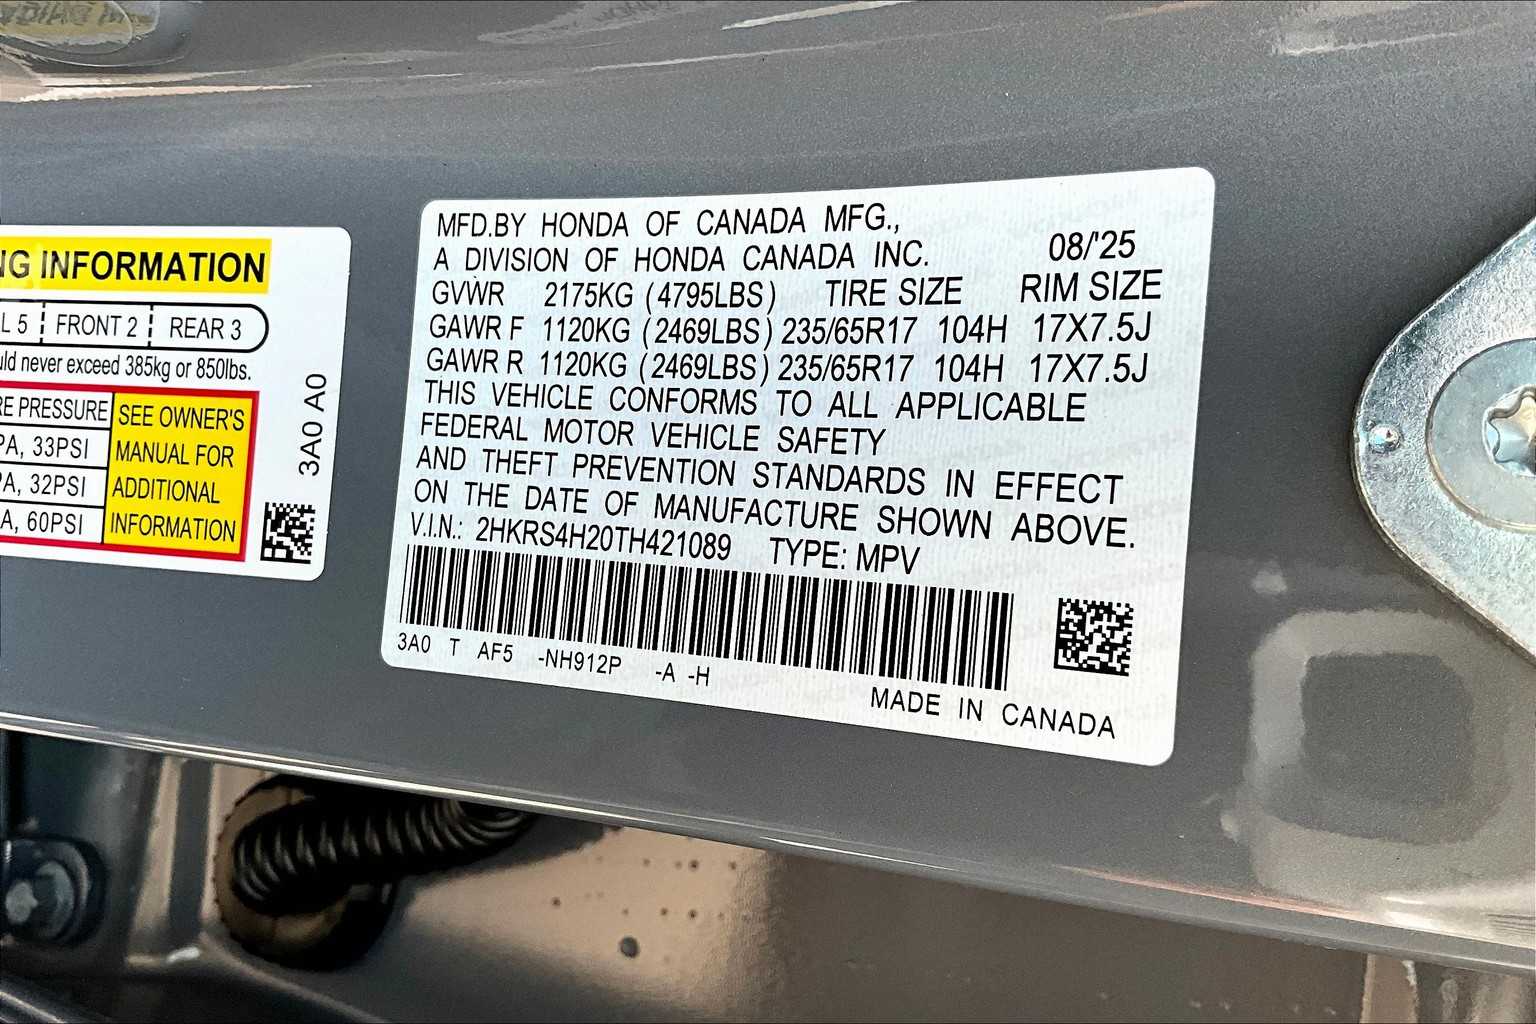 NG INFORMATION
L 5 FRONT 2 REAR 3
uld never exceed 385kg or 850lbs.
RE PRESSURE
PA, 33PSI
PA, 32PSI
A, 60PSI
SEE OWNER'S
MANUAL FOR
ADDITIONAL
INFORMATION
3A0 A0
MFD.BY HONDA OF CANADA MFG.,
A DIVISION OF HONDA CANADA INC. 08/'25
GVWR 2175KG (4795LBS) TIRE SIZE RIM SIZE
GAWR F 1120KG (2469LBS) 235/65R17 104H 17X7.5J
GAWR R 1120KG (2469LBS) 235/65R17 104H 17X7.5J
THIS VEHICLE CONFORMS TO ALL APPLICABLE
FEDERAL MOTOR VEHICLE SAFETY
AND THEFT PREVENTION STANDARDS IN EFFECT
ON THE DATE OF MANUFACTURE SHOWN ABOVE.
V.I.N.: 2HKRS4H20TH421089 TYPE: MPV
3A0 T AF5 -NH912P -A -H
MADE IN CANADA